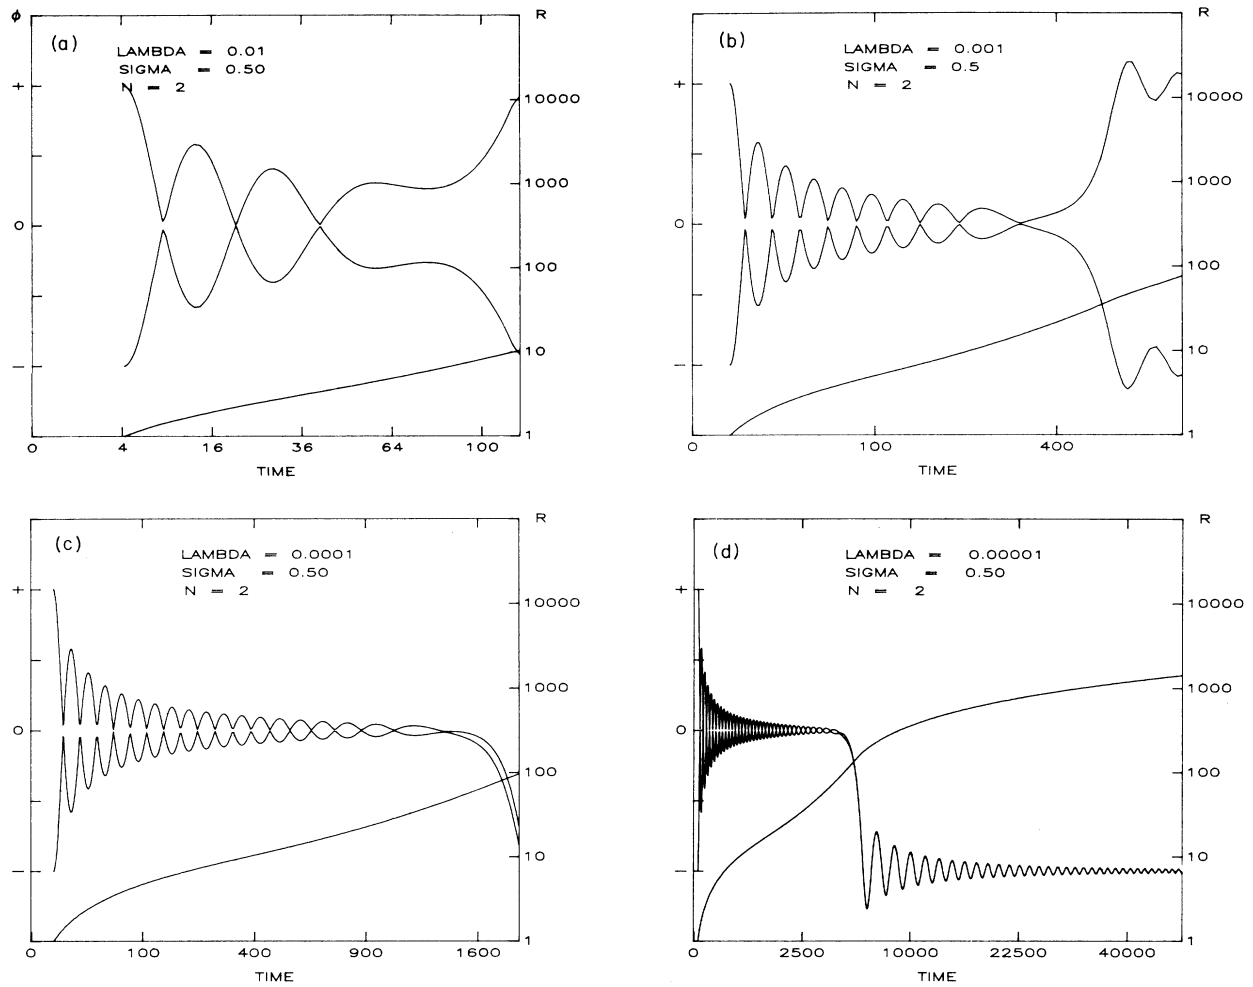 ϕ
R
(a)
LAMBDA = 0.01
SIGMA = 0.50
N = 2
+
0
−
10000
1000
100
10
1
0 4 16 36 64 100
TIME
R
(b)
LAMBDA = 0.001
SIGMA = 0.5
N = 2
+
0
−
10000
1000
100
10
1
0 100 400
TIME
R
(c)
LAMBDA = 0.0001
SIGMA = 0.50
N = 2
+
0
−
10000
1000
100
10
1
0 100 400 900 1600
TIME
R
(d)
LAMBDA = 0.00001
SIGMA = 0.50
N = 2
+
0
−
10000
1000
100
10
1
0 2500 10000 22500 40000
TIME